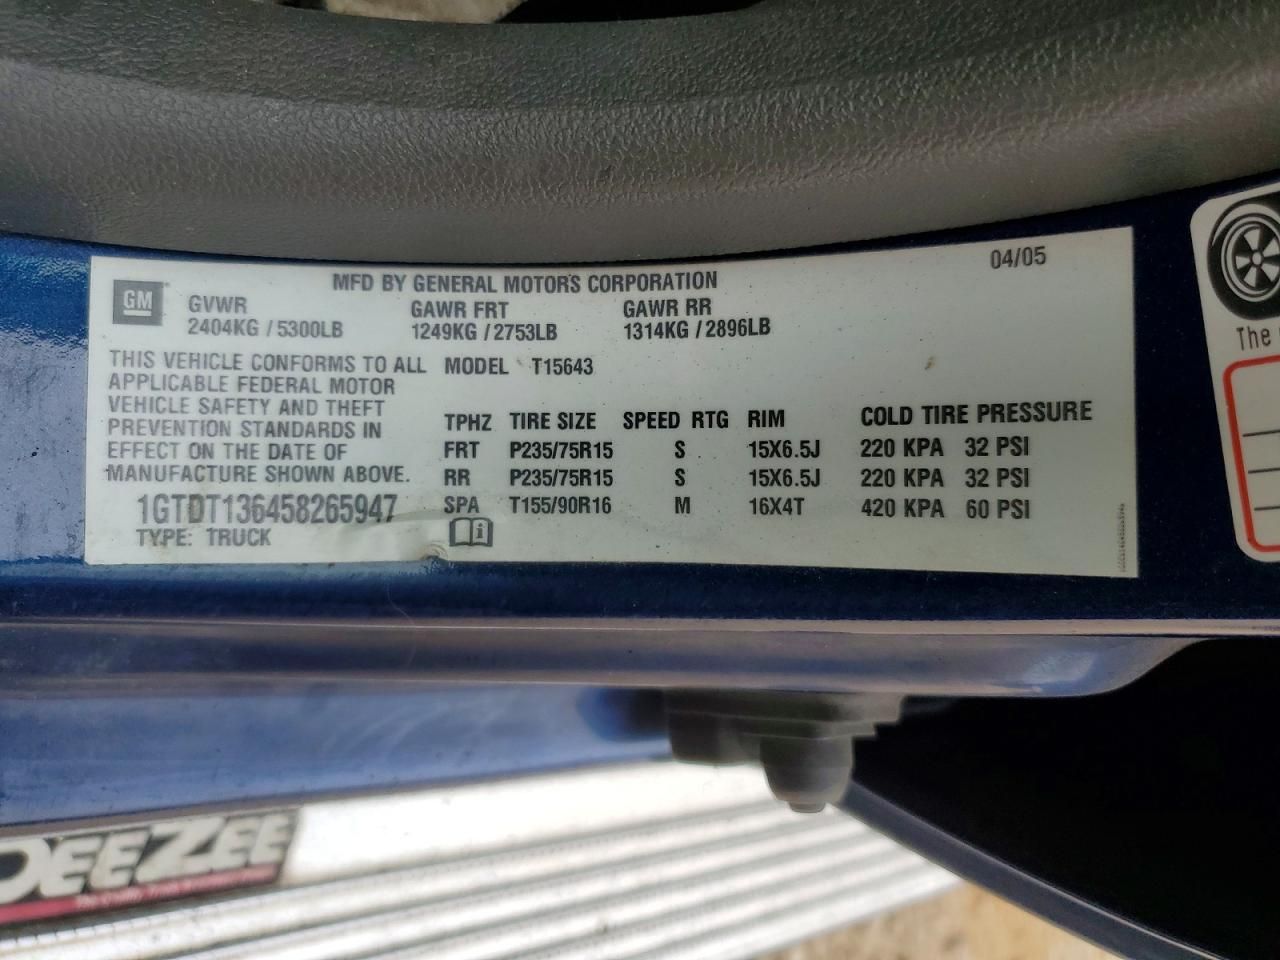 GM
MFD BY GENERAL MOTORS CORPORATION
04/05
GVWR GAWR FRT GAWR RR
2404KG / 5300LB 1249KG / 2753LB 1314KG / 2896LB
THIS VEHICLE CONFORMS TO ALL
APPLICABLE FEDERAL MOTOR
VEHICLE SAFETY AND THEFT
PREVENTION STANDARDS IN
EFFECT ON THE DATE OF
MANUFACTURE SHOWN ABOVE.
1GTDT136458265947
TYPE: TRUCK
MODEL T15643
TPHZ TIRE SIZE SPEED RTG RIM COLD TIRE PRESSURE
FRT P235/75R15 S 15X6.5J 220 KPA 32 PSI
RR P235/75R15 S 15X6.5J 220 KPA 32 PSI
SPA T155/90R16 M 16X4T 420 KPA 60 PSI
i
The
DEEZEE